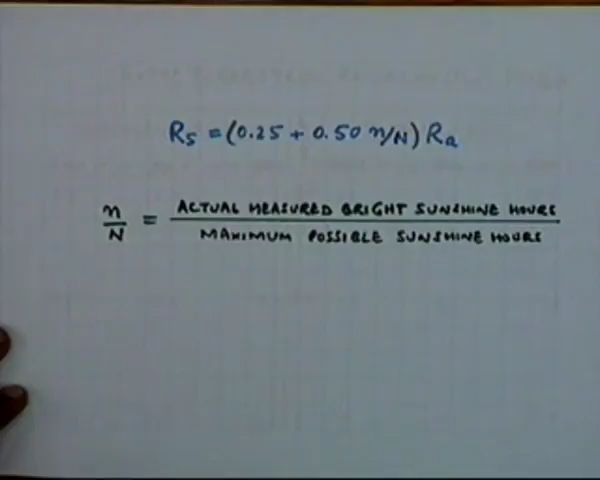 Rs = (0.25 + 0.50 n/N) Ra
n/N = ACTUAL MEASURED BRIGHT SUNSHINE HOURS / MAXIMUM POSSIBLE SUNSHINE HOURS